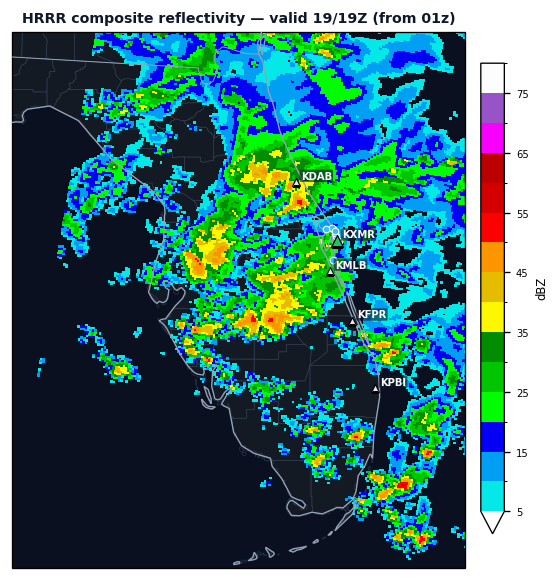 HRRR composite reflectivity — valid 19/19Z (from 01z)
KDAB
KXMR
KMLB
KFPR
KPBI
75
65
55
45
35
25
15
5
dBZ